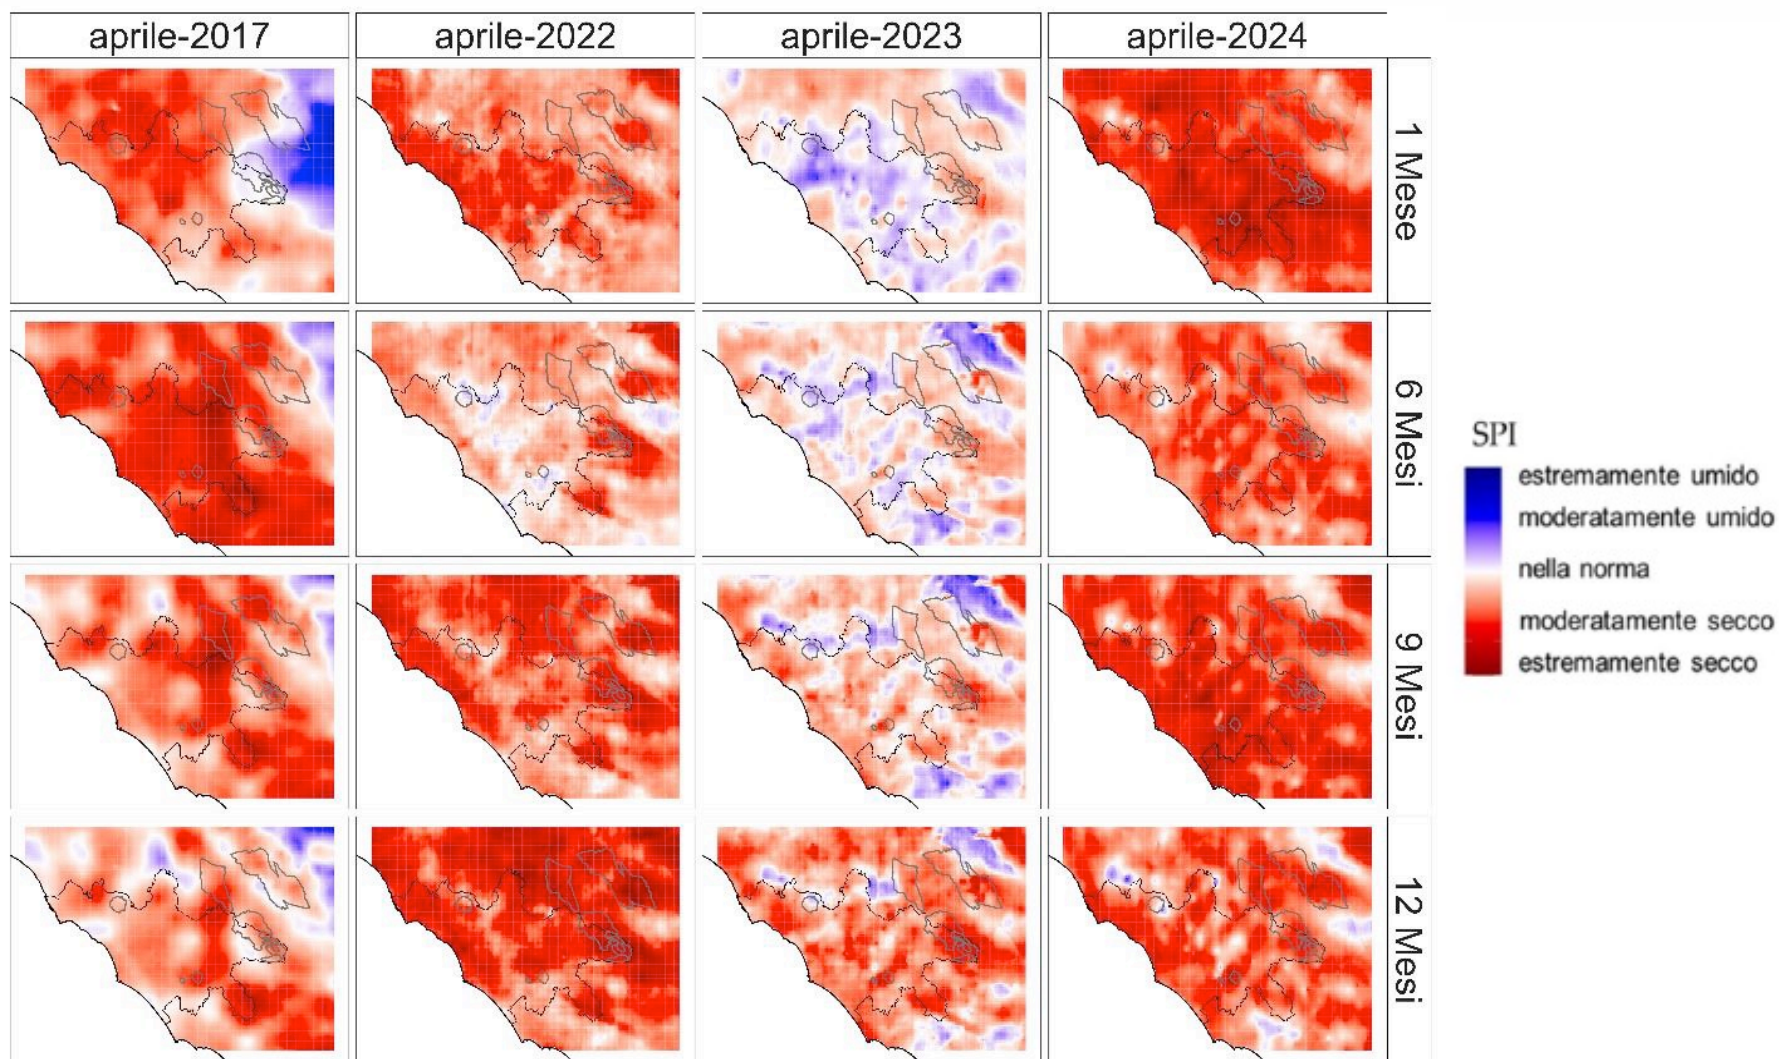 aprile-2017
aprile-2022
aprile-2023
aprile-2024
1 Mese
6 Mesi
9 Mesi
12 Mesi
SPI
estremamente umido
moderatamente umido
nella norma
moderatamente secco
estremamente secco